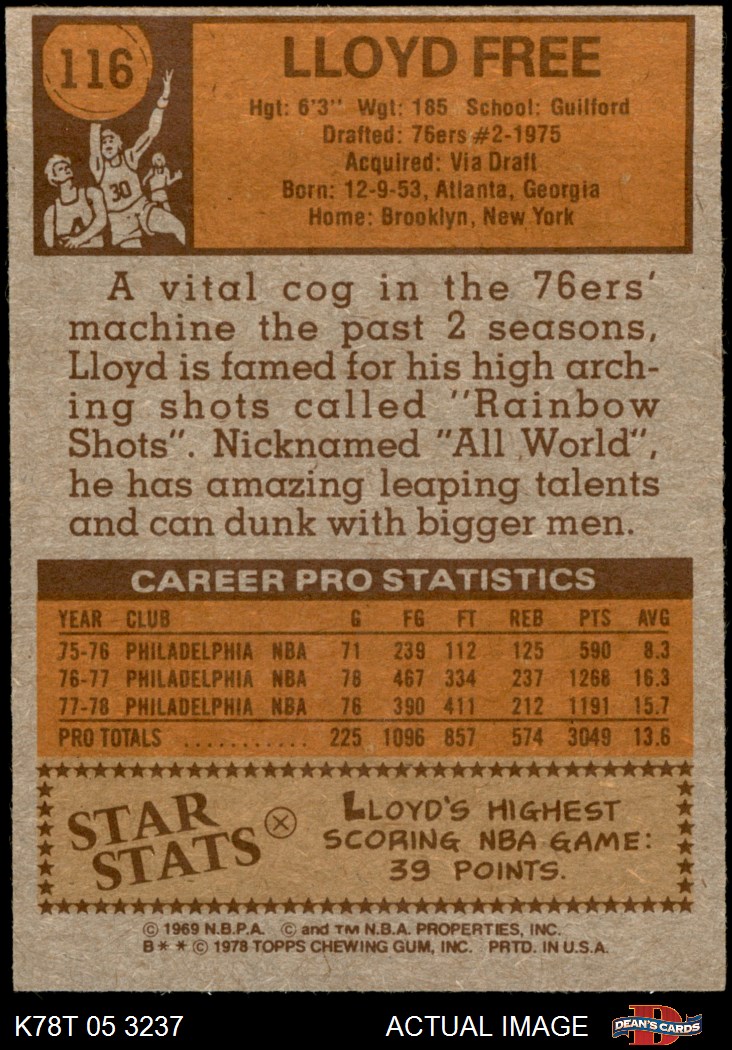 116
30
LLOYD FREE
Hgt: 6'3" Wgt: 185 School: Guilford
Drafted: 76ers #2-1975
Acquired: Via Draft
Born: 12-9-53, Atlanta, Georgia
Home: Brooklyn, New York
A vital cog in the 76ers'
machine the past 2 seasons,
Lloyd is famed for his high arch-
ing shots called "Rainbow
Shots". Nicknamed "All World",
he has amazing leaping talents
and can dunk with bigger men.
CAREER PRO STATISTICS
YEAR CLUB G FG FT REB PTS AVG
75-76 PHILADELPHIA NBA 71 239 112 125 590 8.3
76-77 PHILADELPHIA NBA 78 467 334 237 1268 16.3
77-78 PHILADELPHIA NBA 76 390 411 212 1191 15.7
PRO TOTALS ........... 225 1096 857 574 3049 13.6
STAR
STATS
LLOYD'S HIGHEST
SCORING NBA GAME:
39 POINTS.
© 1969 N.B.P.A. © and TM N.B.A. PROPERTIES, INC.
B * * © 1978 TOPPS CHEWING GUM, INC. PRTD. IN U.S.A.
K78T 05 3237 ACTUAL IMAGE
D
DEAN'S CARDS